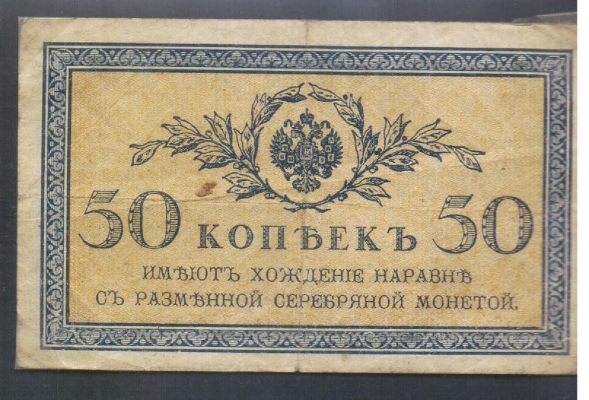 50 КОПѢЕКЪ 50
ИМѢЮТЪ ХОЖДЕНІЕ НАРАВНѢ
СЪ РАЗМѢННОЙ СЕРЕБРЯНОЙ МОНЕТОЙ.